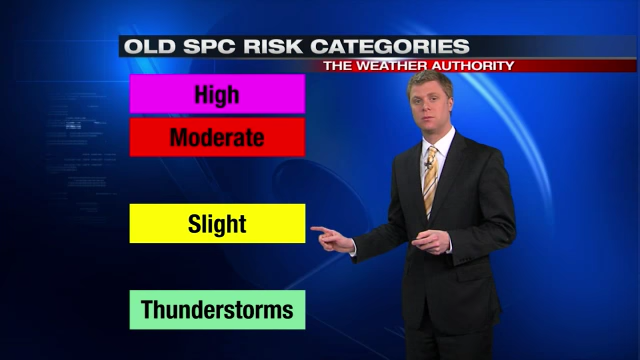 OLD SPC RISK CATEGORIES
THE WEATHER AUTHORITY
High
Moderate
Slight
Thunderstorms